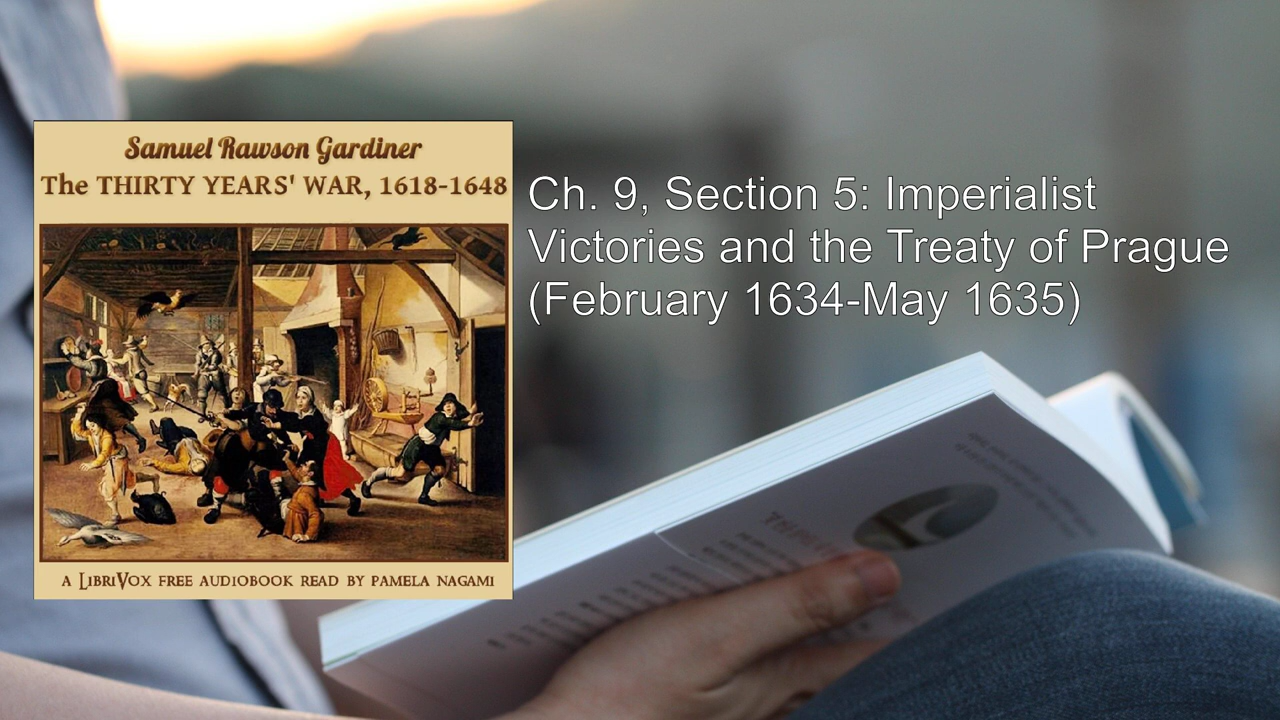 Samuel Rawson Gardiner
The THIRTY YEARS' WAR, 1618-1648
A LIBRIVOX FREE AUDIOBOOK READ BY PAMELA NAGAMI
Ch. 9, Section 5: Imperialist
Victories and the Treaty of Prague
(February 1634-May 1635)